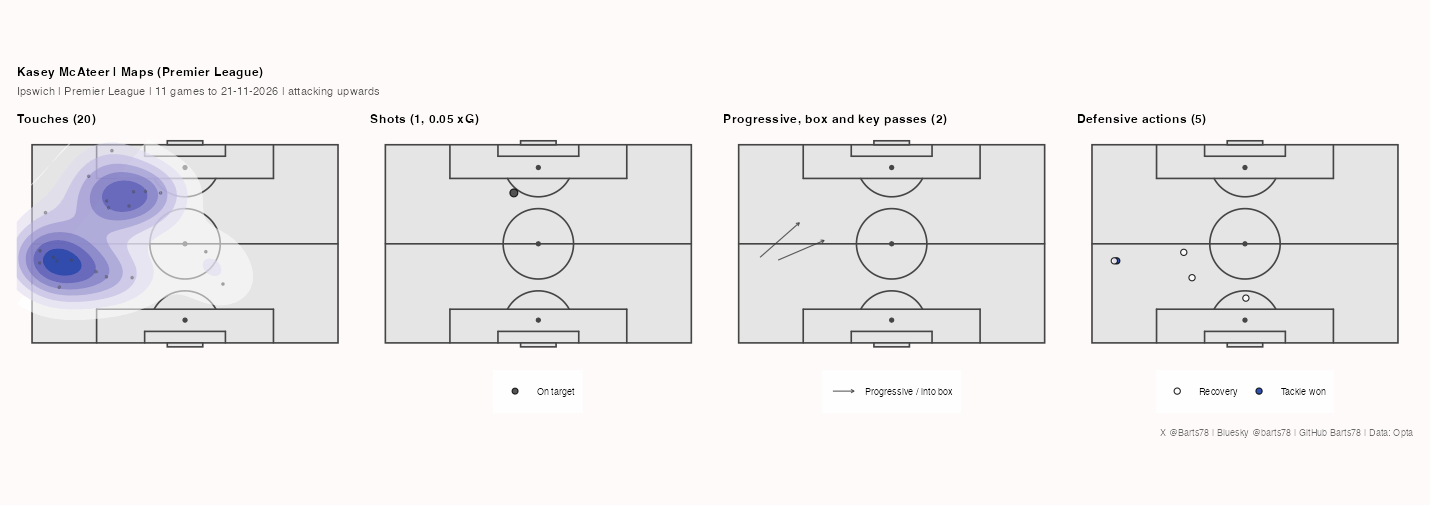 Kasey McAteer | Maps (Premier League)
Ipswich | Premier League | 11 games to 21-11-2026 | attacking upwards
Touches (20)
Shots (1, 0.05 xG)
Progressive, box and key passes (2)
Defensive actions (5)
On target
Progressive / into box
Recovery
Tackle won
X @Barts78 | Bluesky @barts78 | GitHub Barts78 | Data: Opta